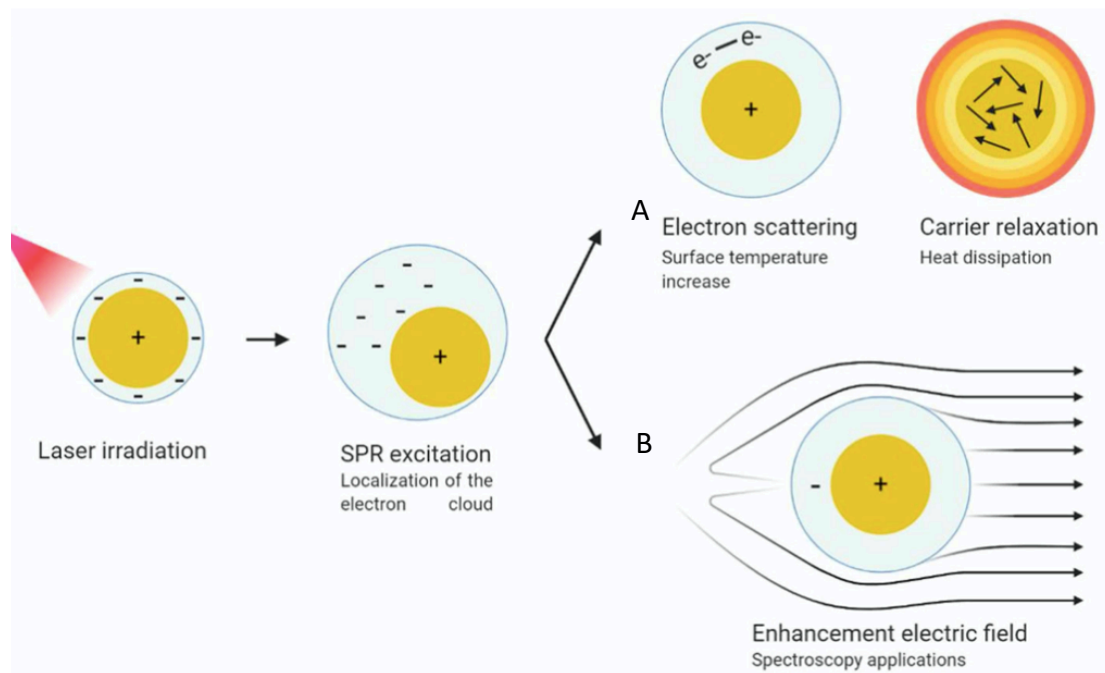 e- e-
+
A
Electron scattering
Surface temperature
increase
Carrier relaxation
Heat dissipation
- - - - - - - -
+
Laser irradiation
- - - - - - - -
+
SPR excitation
Localization of the
electron cloud
B
- +
Enhancement electric field
Spectroscopy applications